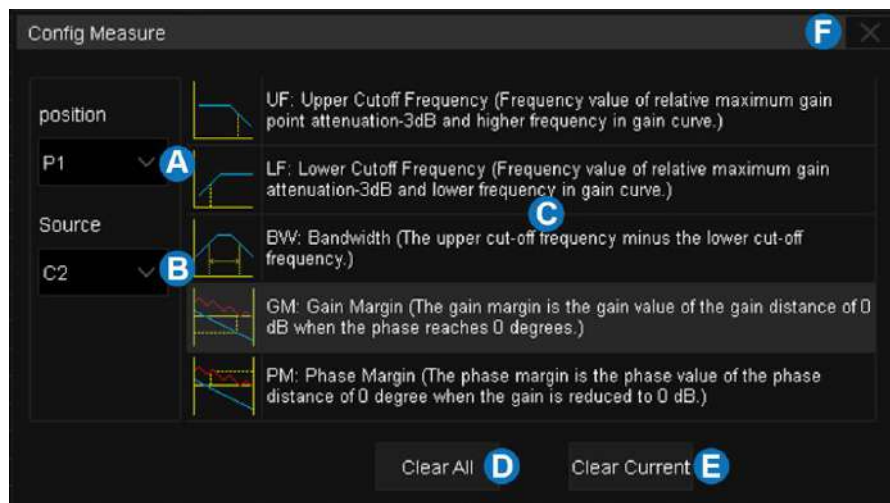 Config Measure
F
position
P1
A
Source
C2
B
UF: Upper Cutoff Frequency (Frequency value of relative maximum gain
point attenuation-3dB and higher frequency in gain curve.)
LF: Lower Cutoff Frequency (Frequency value of relative maximum gain
attenuation-3dB and lower frequency in gain curve.)
C
BW: Bandwidth (The upper cut-off frequency minus the lower cut-off
frequency.)
GM: Gain Margin (The gain margin is the gain value of the gain distance of 0
dB when the phase reaches 0 degrees.)
PM: Phase Margin (The phase margin is the phase value of the phase
distance of 0 degree when the gain is reduced to 0 dB.)
Clear All D
Clear Current E